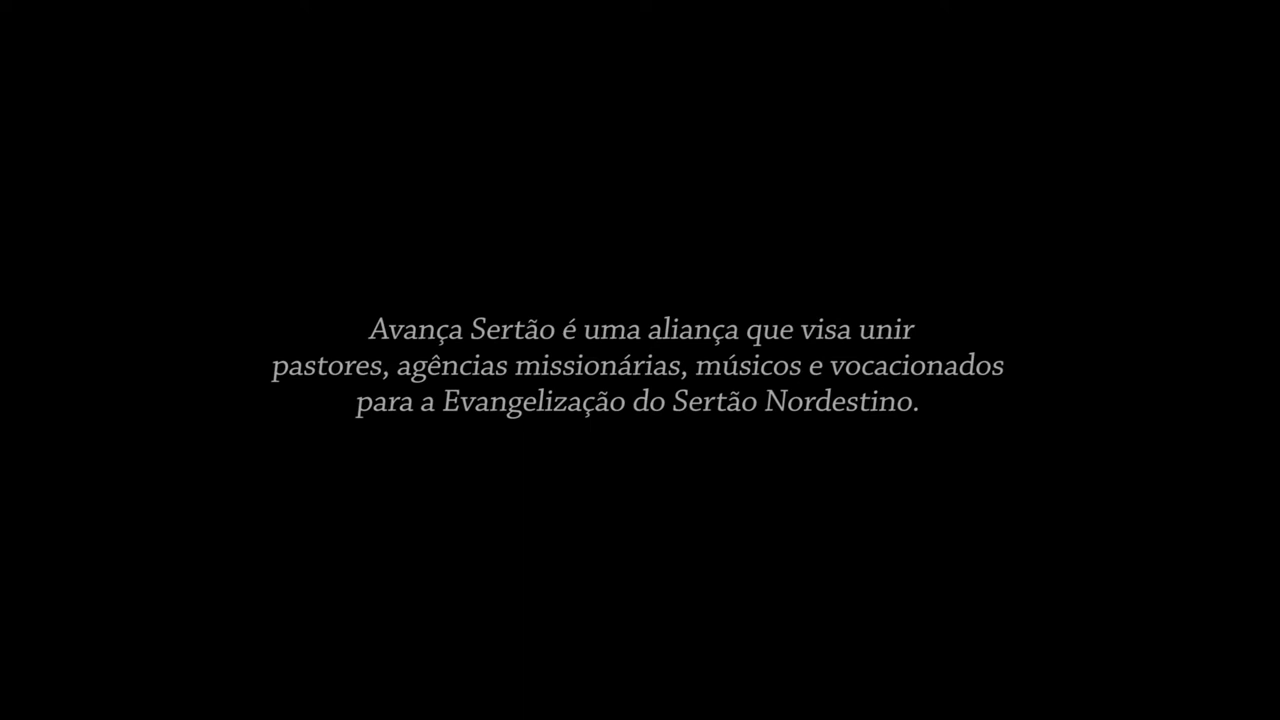 Avança Sertão é uma aliança que visa unir
pastores, agências missionárias, músicos e vocacionados
para a Evangelização do Sertão Nordestino.